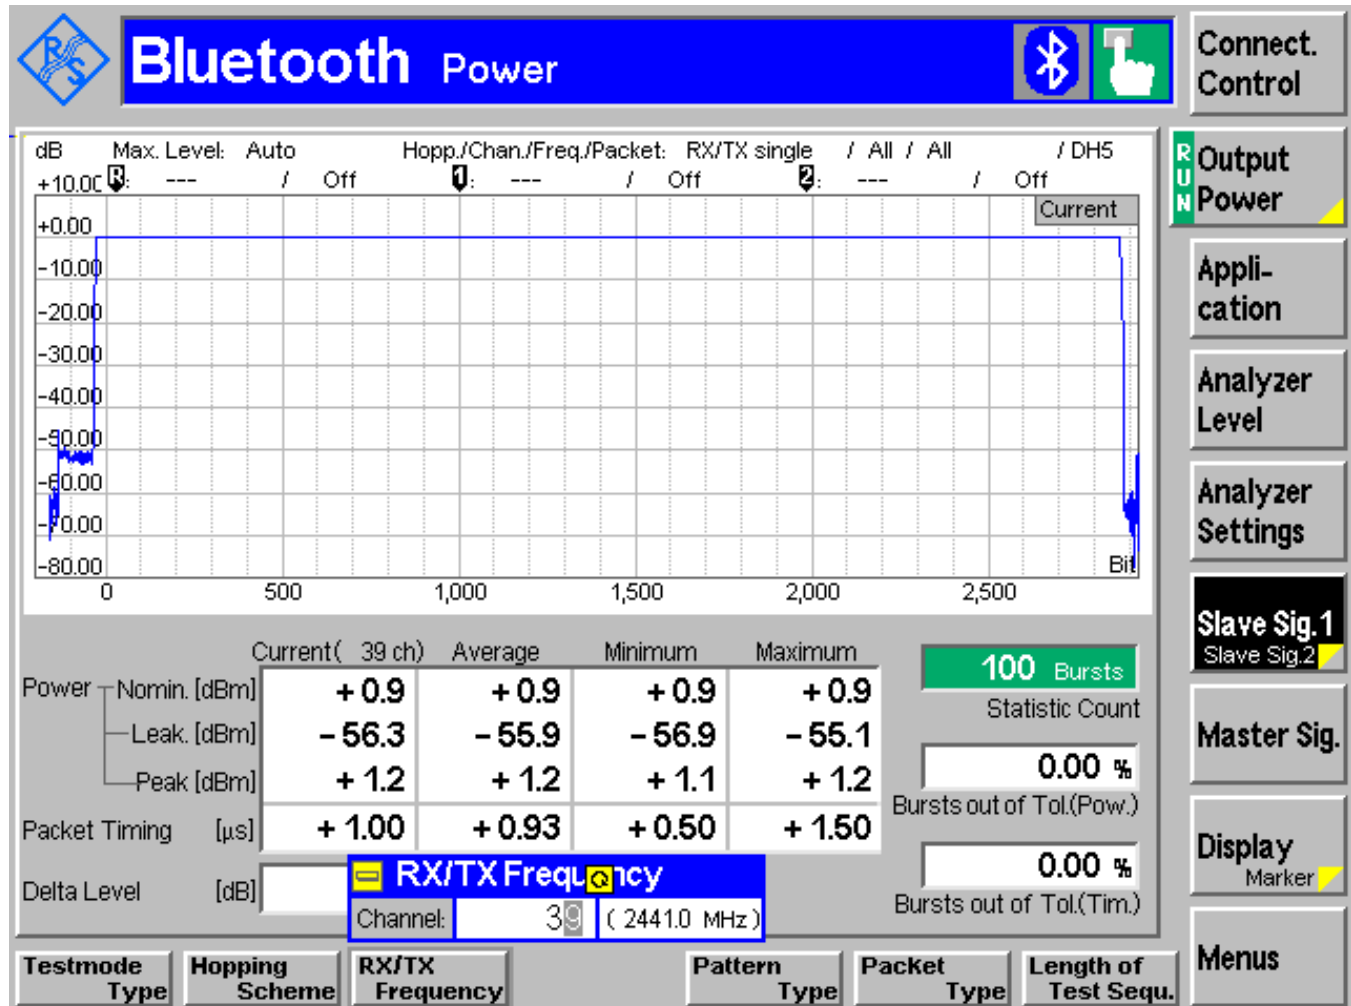 R S
Bluetooth Power
Connect. Control
dB Max. Level: Auto Hopp./Chan./Freq./Packet: RX/TX single / All / All / DH5
R: --- / Off 1: --- / Off 2: --- / Off
RUN Output Power
+10.00
Current
+0.00
-10.00
-20.00
-30.00
-40.00
-50.00
-60.00
-70.00
-80.00
Bit
0 500 1,000 1,500 2,000 2,500
Appli-
cation
Analyzer
Level
Analyzer
Settings
Slave Sig.1
Slave Sig.2
Master Sig.
Display
Marker
Menus
Current( 39 ch) Average Minimum Maximum
Power Nomin. [dBm] + 0.9 + 0.9 + 0.9 + 0.9
Leak. [dBm] - 56.3 - 55.9 - 56.9 - 55.1
Peak [dBm] + 1.2 + 1.2 + 1.1 + 1.2
Packet Timing [µs] + 1.00 + 0.93 + 0.50 + 1.50
Delta Level [dB]
100 Bursts
Statistic Count
0.00 %
Bursts out of Tol.(Pow.)
0.00 %
Bursts out of Tol.(Tim.)
RX/TX Frequency
Channel: 39 ( 2441.0 MHz )
Testmode Type
Hopping Scheme
RX/TX Frequency
Pattern Type
Packet Type
Length of Test Sequ.